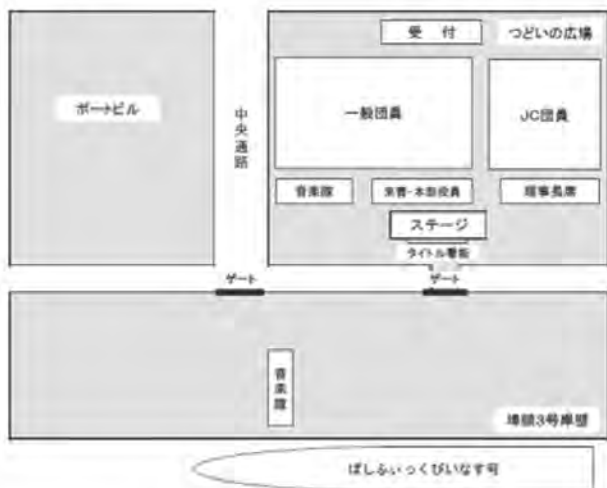 受　付
つどいの広場
ポートビル
中央通路
一般団員
JC団員
音楽隊
来賓・本部役員
理事長席
ステージ
タイトル看板
ゲート
ゲート
音楽隊
埠頭3号岸壁
ぱしふぃっくびいなす号